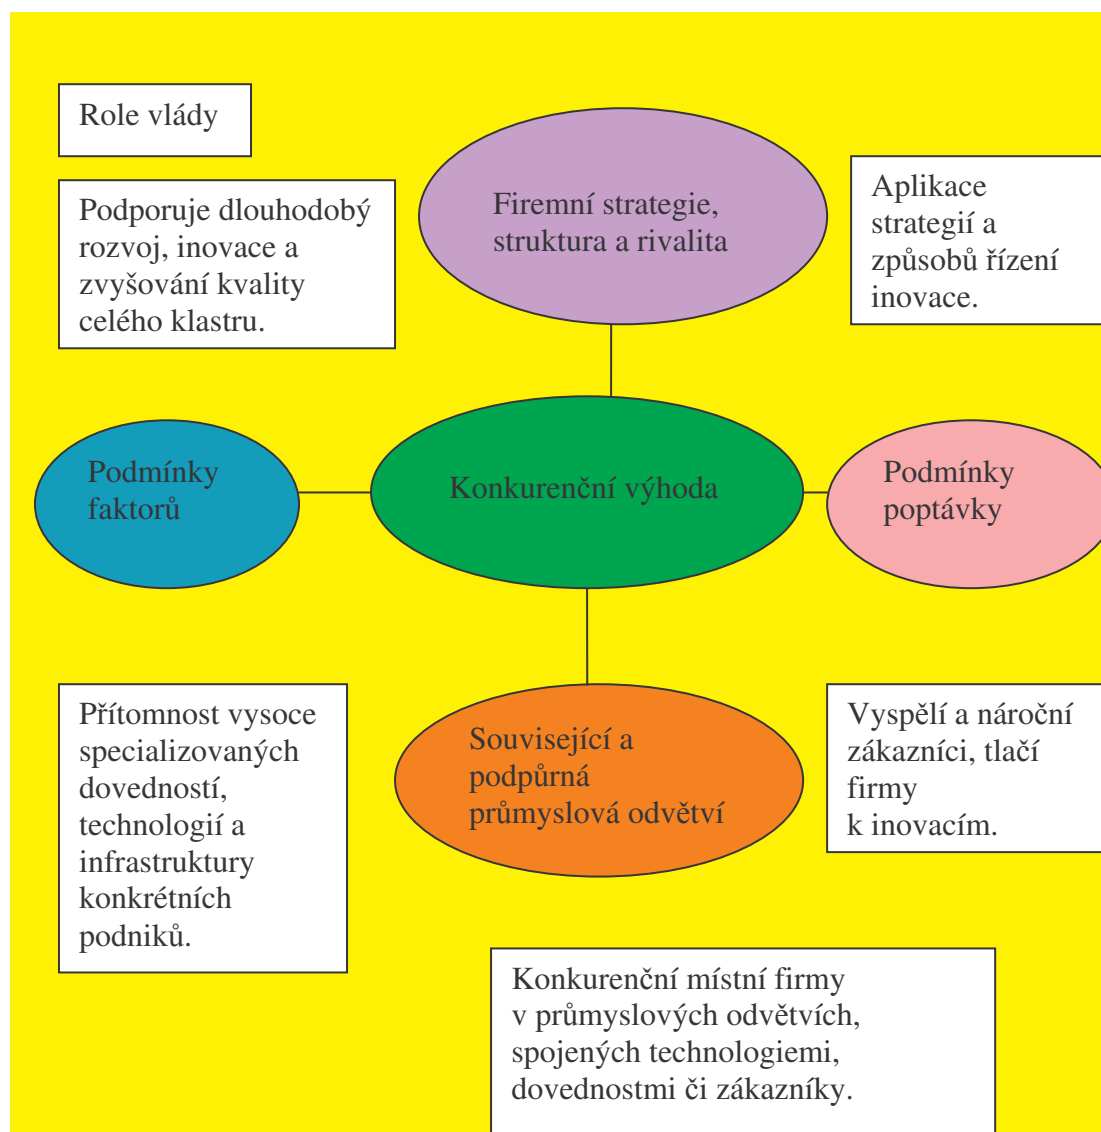 Role vlády
Podporuje dlouhodobý
rozvoj, inovace a
zvyšování kvality
celého klastru.
Firemní strategie,
struktura a rivalita
Aplikace
strategií a
způsobů řízení
inovace.
Podmínky
faktorů
Konkurenční výhoda
Podmínky
poptávky
Přítomnost vysoce
specializovaných
dovedností,
technologií a
infrastruktury
konkrétních
podniků.
Související a
podpůrná
průmyslová odvětví
Vyspělí a nároční
zákazníci, tlačí
firmy
k inovacím.
Konkurenční místní firmy
v průmyslových odvětvích,
spojených technologiemi,
dovednostmi či zákazníky.